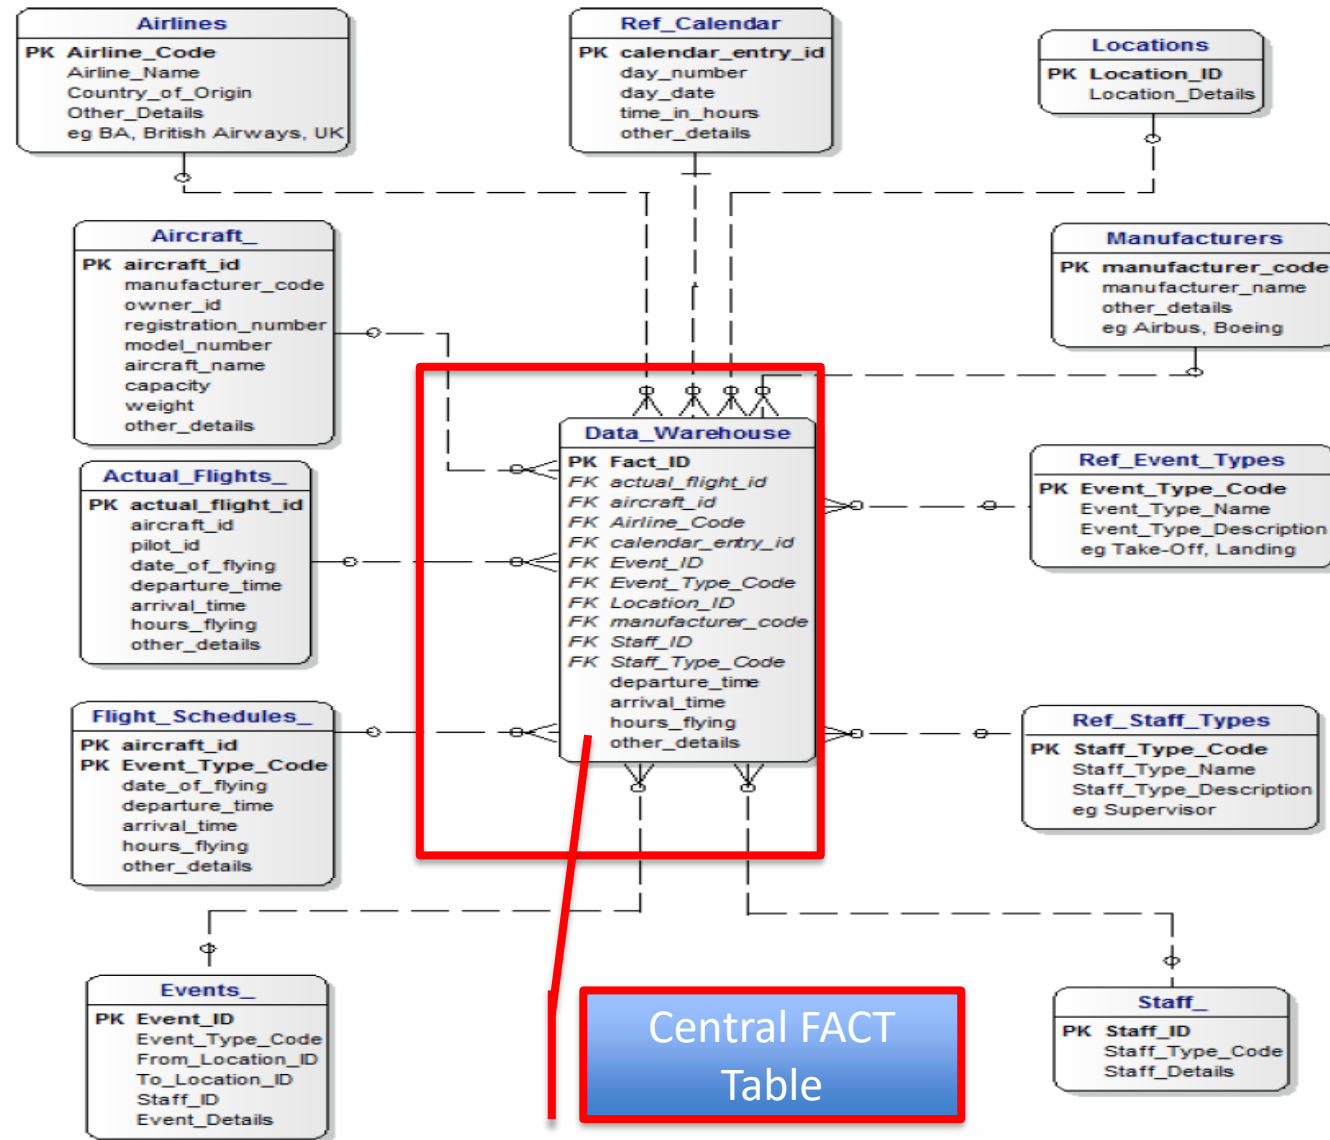 Airlines
PK Airline_Code
Airline_Name
Country_of_Origin
Other_Details
eg BA, British Airways, UK
Ref_Calendar
PK calendar_entry_id
day_number
day_date
time_in_hours
other_details
Locations
PK Location_ID
Location_Details
Aircraft_
PK aircraft_id
manufacturer_code
owner_id
registration_number
model_number
aircraft_name
capacity
weight
other_details
Manufacturers
PK manufacturer_code
manufacturer_name
other_details
eg Airbus, Boeing
Data_Warehouse
PK Fact_ID
FK actual_flight_id
FK aircraft_id
FK Airline_Code
FK calendar_entry_id
FK Event_ID
FK Event_Type_Code
FK Location_ID
FK manufacturer_code
FK Staff_ID
FK Staff_Type_Code
departure_time
arrival_time
hours_flying
other_details
Actual_Flights_
PK actual_flight_id
aircraft_id
pilot_id
date_of_flying
departure_time
arrival_time
hours_flying
other_details
Ref_Event_Types
PK Event_Type_Code
Event_Type_Name
Event_Type_Description
eg Take-Off, Landing
Flight_Schedules_
PK aircraft_id
PK Event_Type_Code
date_of_flying
departure_time
arrival_time
hours_flying
other_details
Ref_Staff_Types
PK Staff_Type_Code
Staff_Type_Name
Staff_Type_Description
eg Supervisor
Events_
PK Event_ID
Event_Type_Code
From_Location_ID
To_Location_ID
Staff_ID
Event_Details
Central FACT
Table
Staff_
PK Staff_ID
Staff_Type_Code
Staff_Details